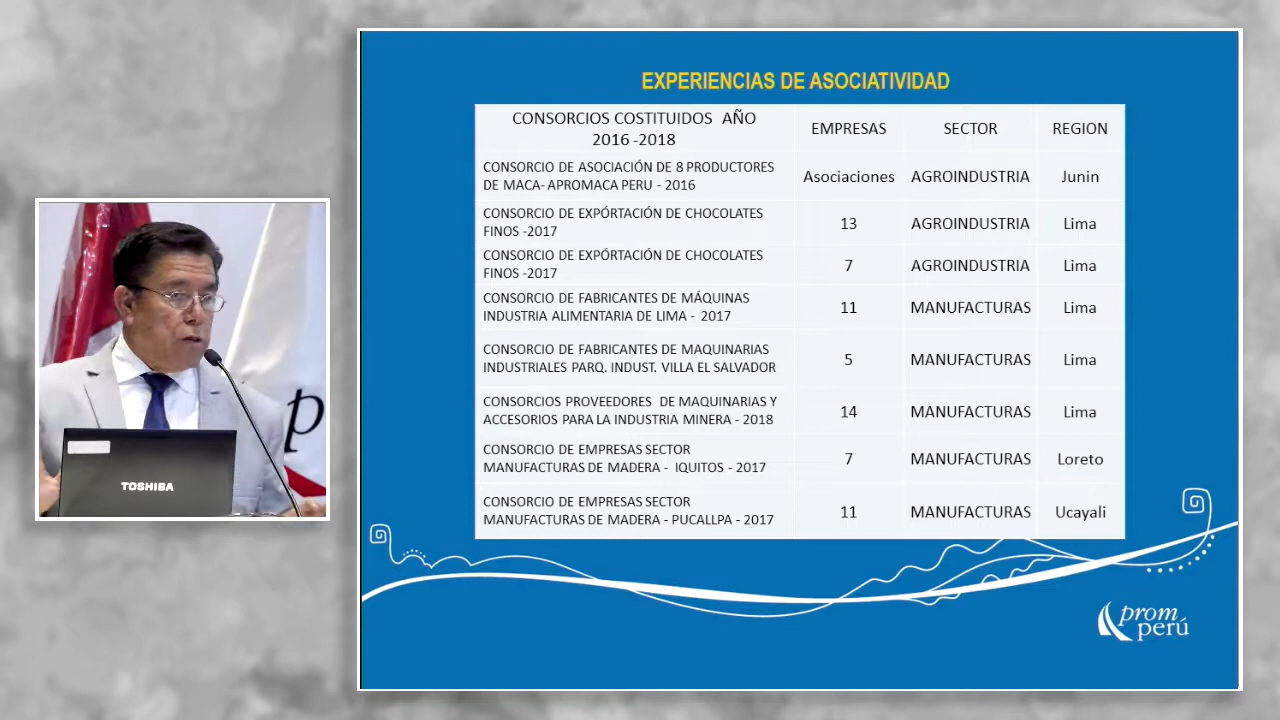 EXPERIENCIAS DE ASOCIATIVIDAD
CONSORCIOS COSTITUIDOS AÑO
2016 -2018
EMPRESAS
SECTOR
REGION
CONSORCIO DE ASOCIACIÓN DE 8 PRODUCTORES
DE MACA- APROMACA PERU - 2016
Asociaciones
AGROINDUSTRIA
Junin
CONSORCIO DE EXPÓRTACIÓN DE CHOCOLATES
FINOS -2017
13
AGROINDUSTRIA
Lima
CONSORCIO DE EXPÓRTACIÓN DE CHOCOLATES
FINOS -2017
7
AGROINDUSTRIA
Lima
CONSORCIO DE FABRICANTES DE MÁQUINAS
INDUSTRIA ALIMENTARIA DE LIMA - 2017
11
MANUFACTURAS
Lima
CONSORCIO DE FABRICANTES DE MAQUINARIAS
INDUSTRIALES PARQ. INDUST. VILLA EL SALVADOR
5
MANUFACTURAS
Lima
CONSORCIOS PROVEEDORES DE MAQUINARIAS Y
ACCESORIOS PARA LA INDUSTRIA MINERA - 2018
14
MANUFACTURAS
Lima
CONSORCIO DE EMPRESAS SECTOR
MANUFACTURAS DE MADERA - IQUITOS - 2017
7
MANUFACTURAS
Loreto
CONSORCIO DE EMPRESAS SECTOR
MANUFACTURAS DE MADERA - PUCALLPA - 2017
11
MANUFACTURAS
Ucayali
prom
perú
TOSHIBA
p